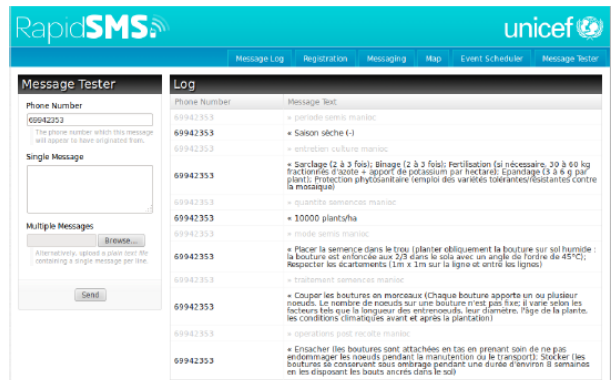 RapidSMS
unicef
Message Log Registration Messaging Map Event Scheduler Message Tester
Message Tester
Phone Number
69942353
The phone number which this message
will appear to have originated from.
Single Message
Multiple Messages
Browse...
Alternatively, upload a plain text file
containing a single message per line.
Send
Log
Phone Number Message Text
69942353 » periode semis manioc
69942353 « Saison sèche (-)
69942353 » entretien culture manioc
69942353 « Sarclage (2 à 3 fois); Binage (2 à 3 fois); Fertilisation (si nécessaire, 30 à 60 kg
fractionnés d'azote + apport de potassium par hectare); Epandage (3 à 6 g par
plant); Protection phytosanitaire (emploi des variétés tolérantes/résistantes contre
la mosaïque)
69942353 » quantite semences manioc
69942353 « 10000 plants/ha
69942353 » mode semis manioc
69942353 « Placer la semence dans le trou (planter obliquement la bouture sur sol humide :
la bouture est enfoncée aux 2/3 dans le sola avec un angle de l'ordre de 45°C);
Respecter les écartements (1m x 1m sur la ligne et entre les lignes)
69942353 » traitement semences manioc
69942353 « Couper les boutures en morceaux (Chaque bouture apporte un ou plusieur
noeuds. Le nombre de noeuds sur une bouture n'est pas fixe; il varie selon les
facteurs tels que la longueur des entrenoeuds, leur diamètre, l'âge de la plante,
les conditions climatiques avant et après la plantation)
69942353 » operations post recolte manioc
69942353 « Ensacher (les boutures sont attachées en tas en prenant soin de ne pas
endommager les noeuds pendant la manutention ou le transport); Stocker (les
boutures se conservent sous ombrage pendant une durée d'environ 8 semaines
en les disposant les bouts ancrés dans le sol)